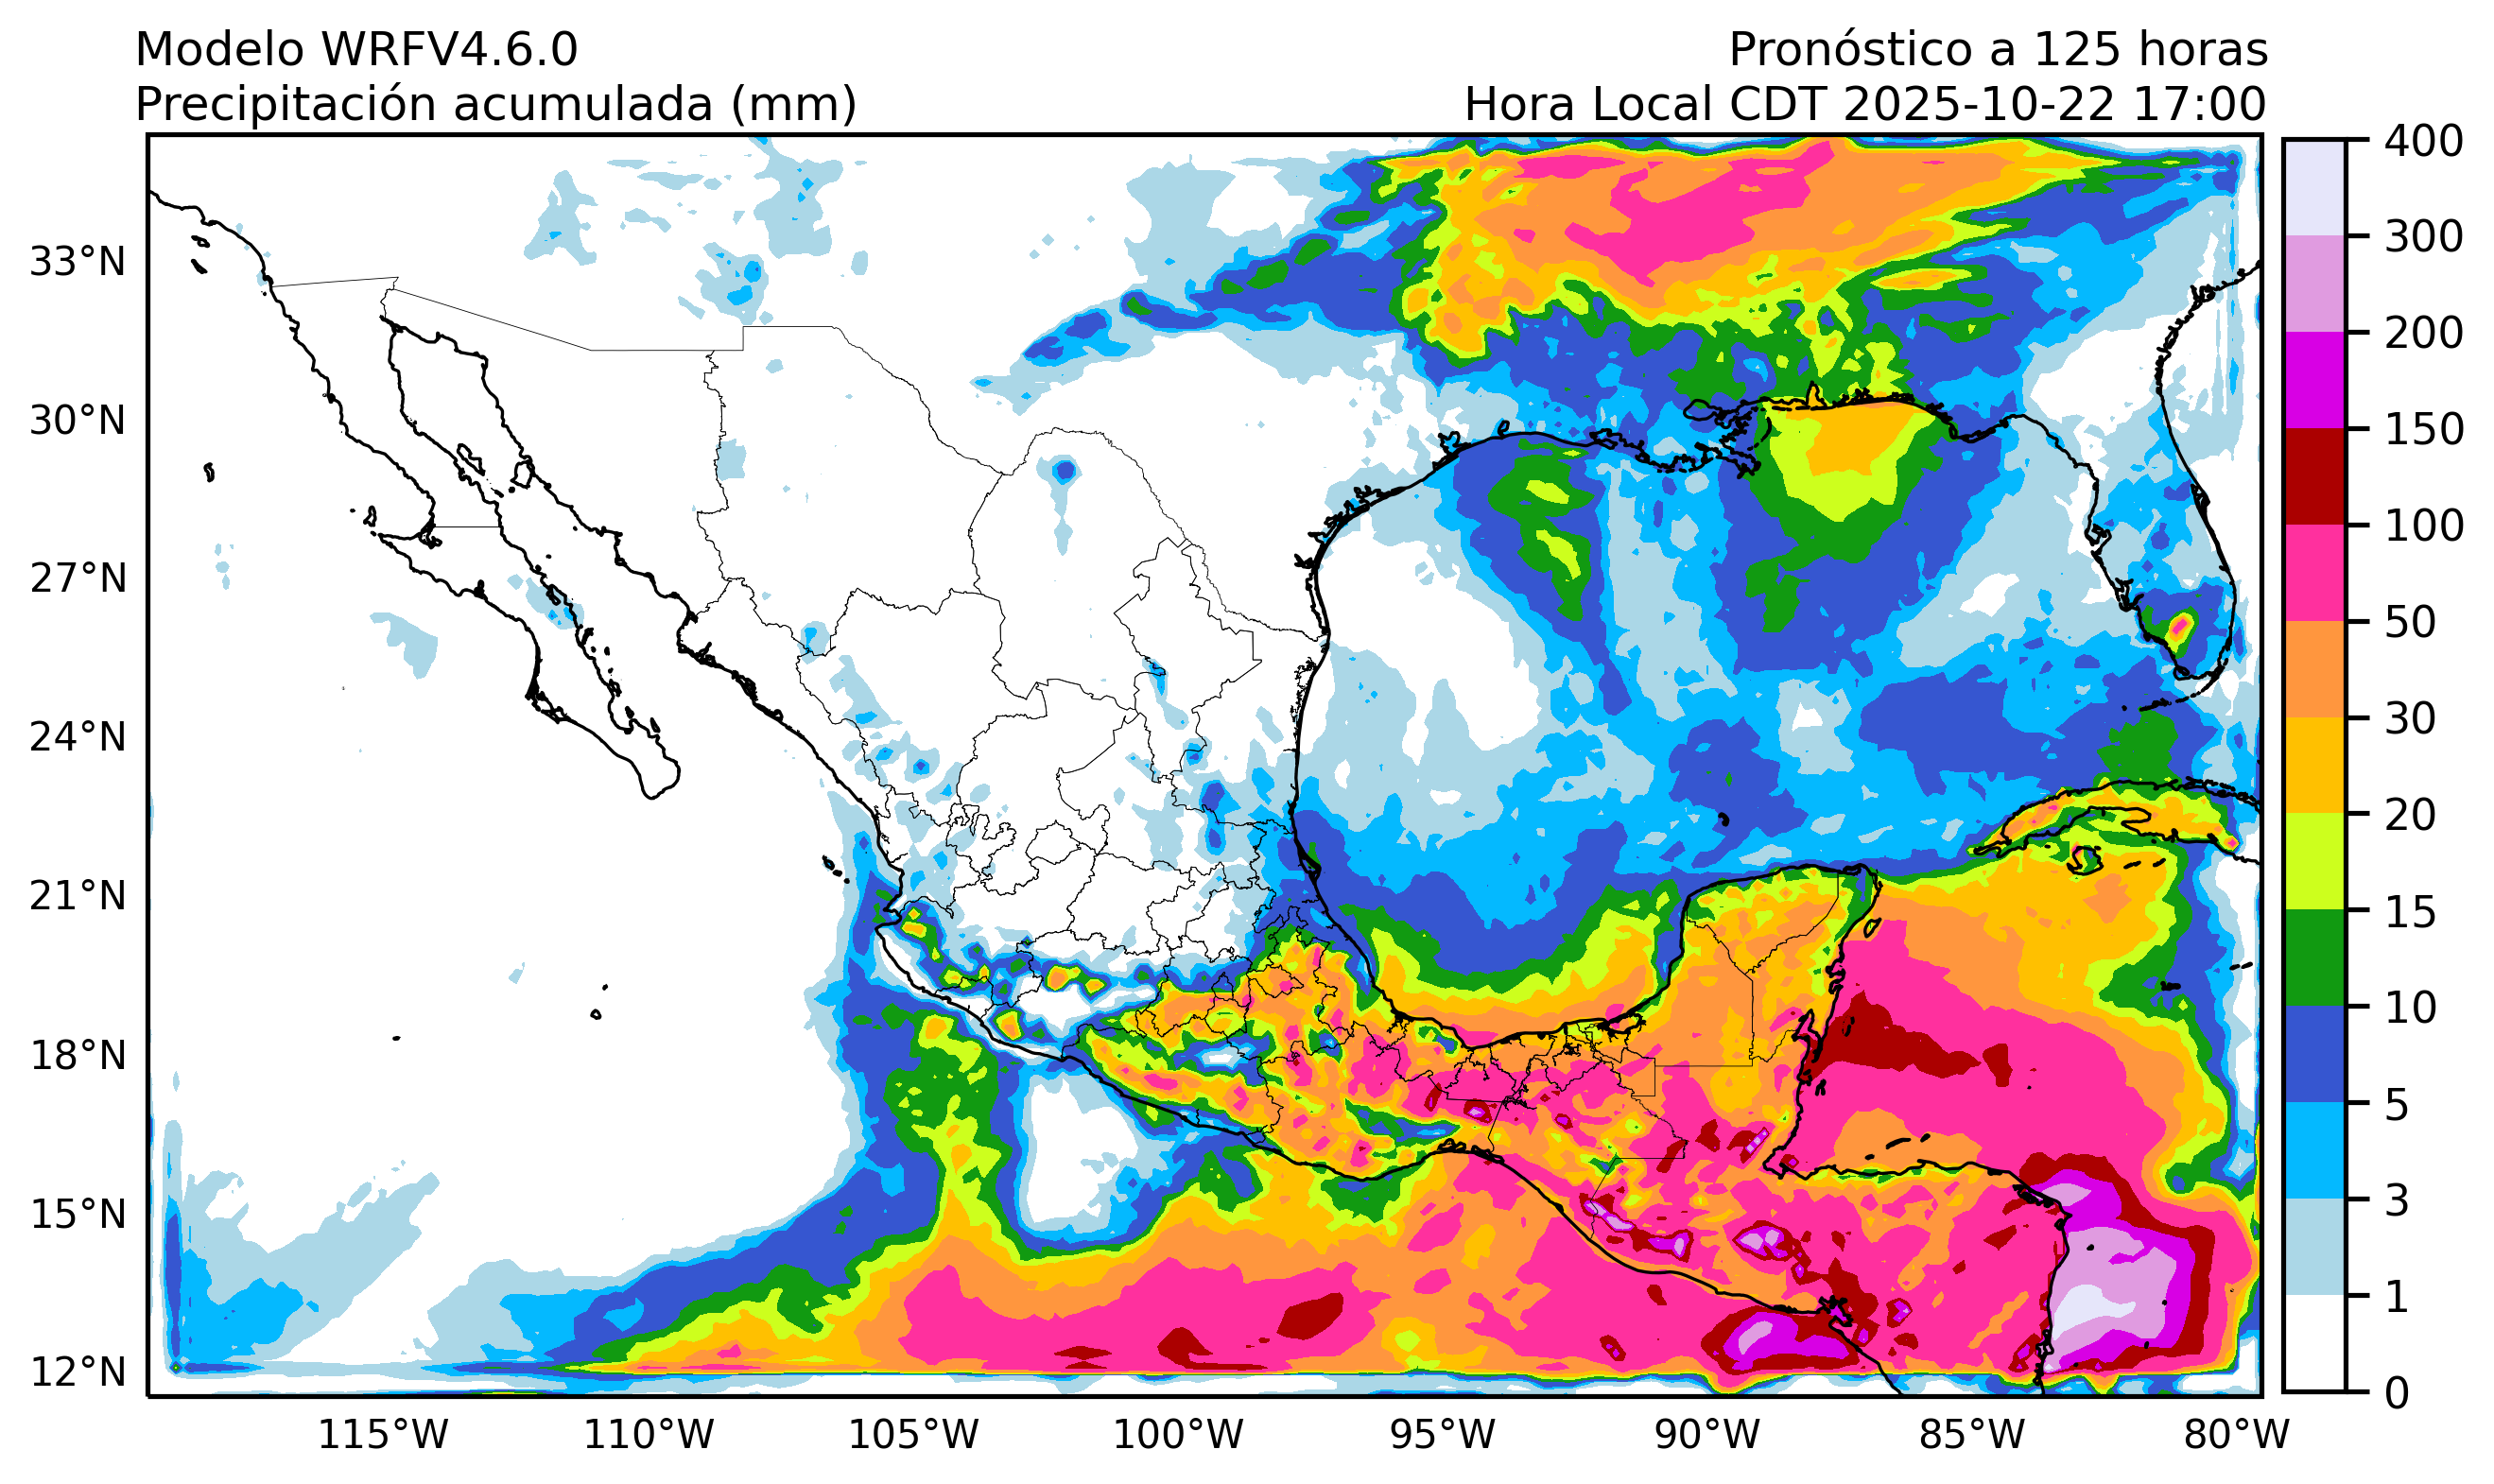 Modelo WRFV4.6.0
Precipitación acumulada (mm)
Pronóstico a 125 horas
Hora Local CDT 2025-10-22 17:00
33°N
30°N
27°N
24°N
21°N
18°N
15°N
12°N
115°W
110°W
105°W
100°W
95°W
90°W
85°W
80°W
400
300
200
150
100
50
30
20
15
10
5
3
1
0